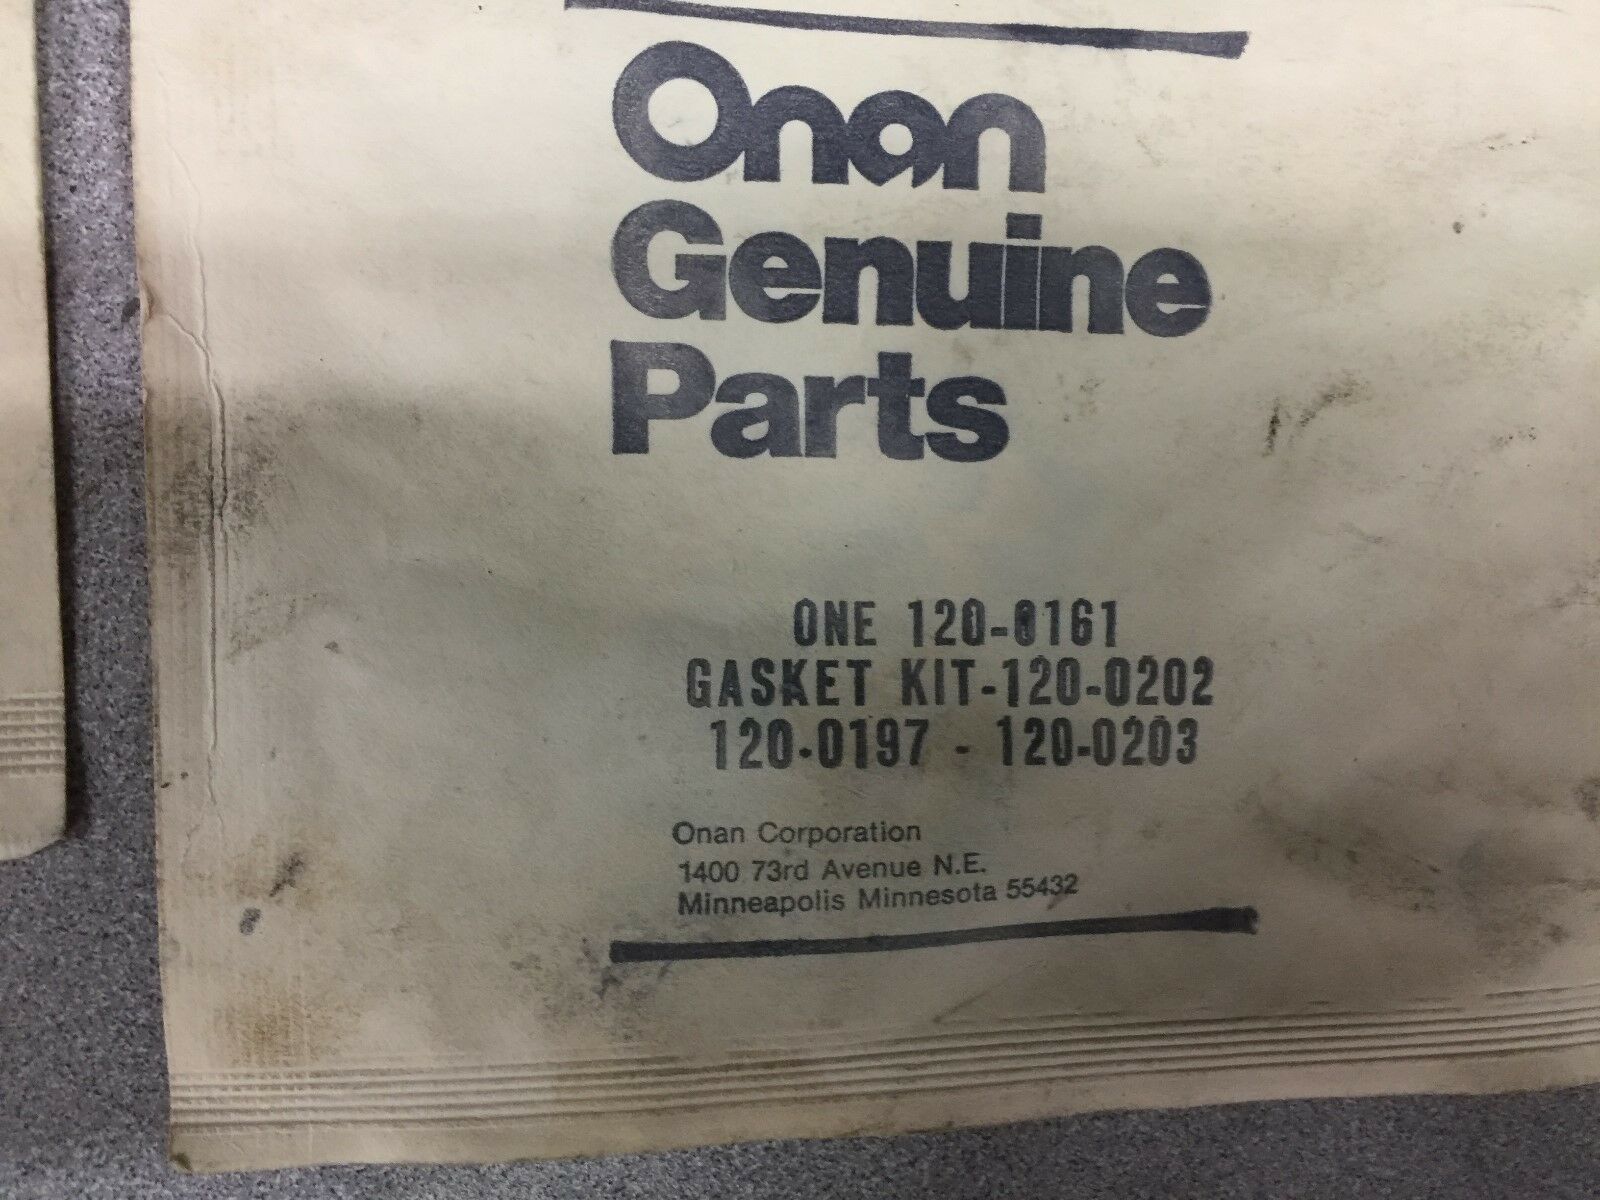 Onan
Genuine
Parts
ONE 120-0161
GASKET KIT-120-0202
120-0197 - 120-0203
Onan Corporation
1400 73rd Avenue N.E.
Minneapolis Minnesota 55432